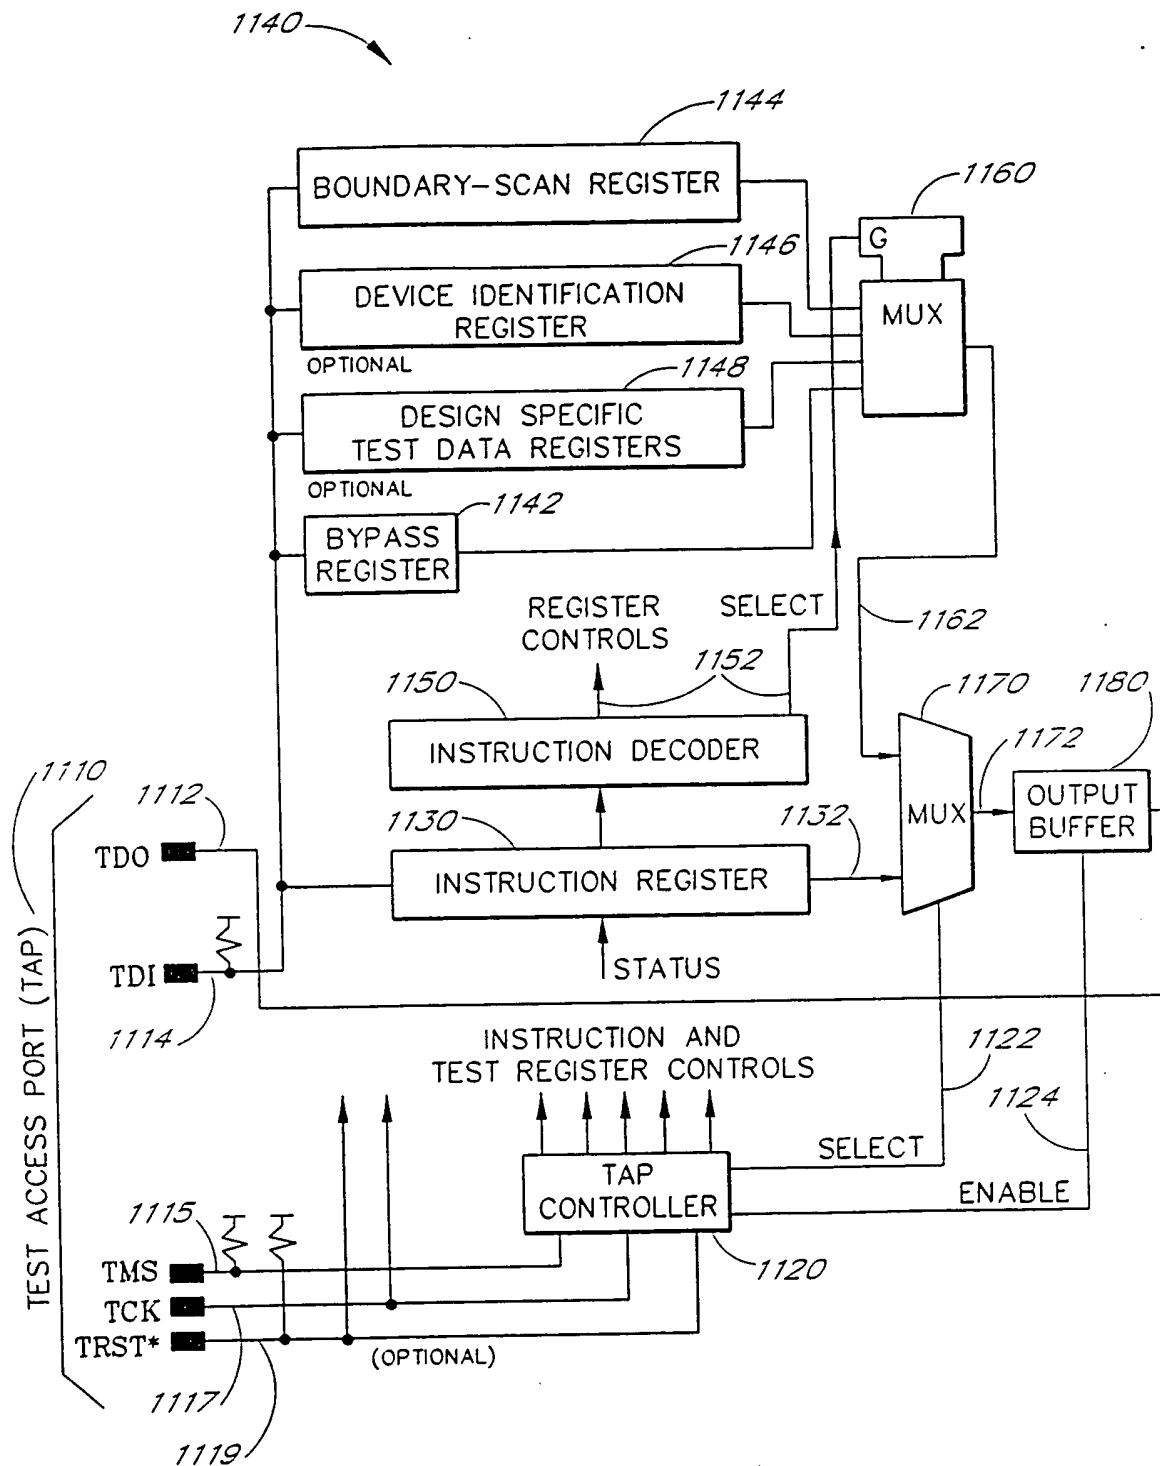 1140
1144
BOUNDARY-SCAN REGISTER
1160
G
1146
DEVICE IDENTIFICATION
REGISTER
MUX
OPTIONAL
1148
DESIGN SPECIFIC
TEST DATA REGISTERS
OPTIONAL
1142
BYPASS
REGISTER
REGISTER
CONTROLS
SELECT
1162
1152
1150
INSTRUCTION DECODER
1170
1180
1172
OUTPUT
BUFFER
MUX
1110
TEST ACCESS PORT (TAP)
1112
TDO
1130
INSTRUCTION REGISTER
1132
TDI
1114
STATUS
INSTRUCTION AND
TEST REGISTER CONTROLS
1122
1124
SELECT
TAP
CONTROLLER
ENABLE
1120
1115
TMS
TCK
TRST*
(OPTIONAL)
1117
1119